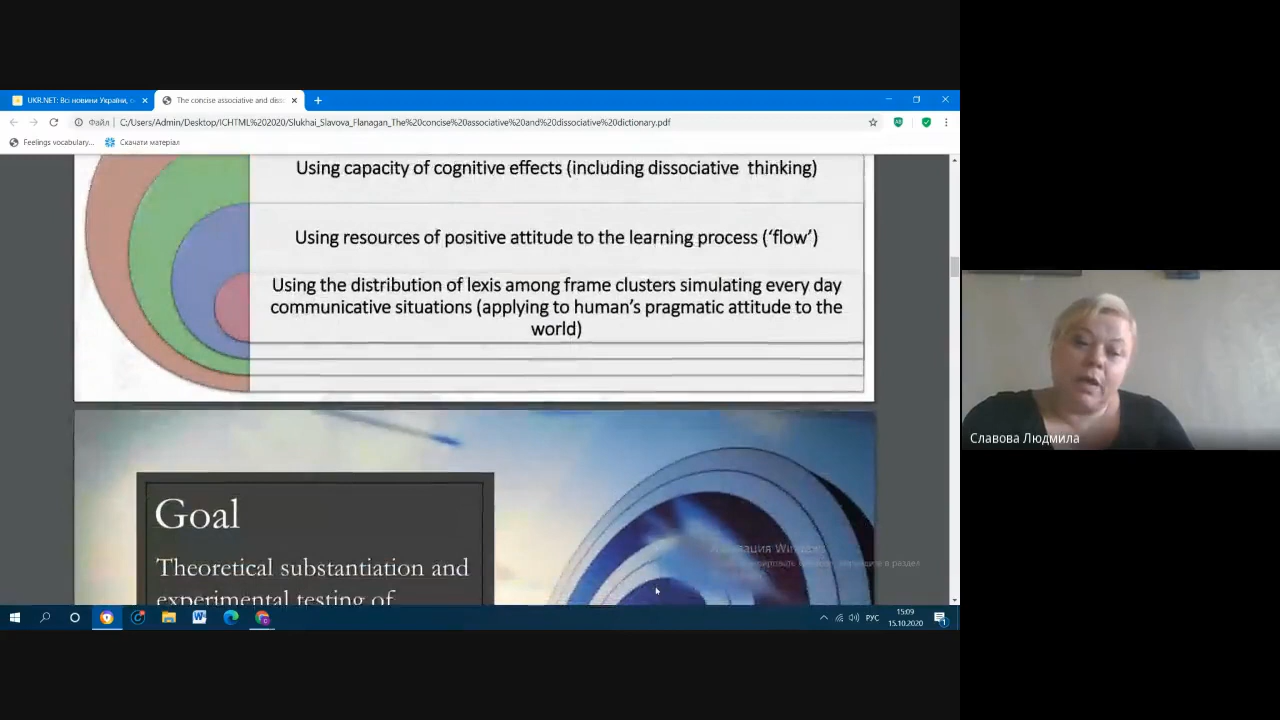 UKR.NET: Всі новини України,
The concise associative and diss
Файл
C:/Users/Admin/Desktop/ICHTML%202020/Slukhai_Slavova_Flanagan_The%20concise%20associative%20and%20dissociative%20dictionary.pdf
Feelings vocabulary...
Скачати матеріал
Using capacity of cognitive effects (including dissociative thinking)
Using resources of positive attitude to the learning process (‘flow’)
Using the distribution of lexis among frame clusters simulating every day
communicative situations (applying to human’s pragmatic attitude to the
world)
Goal
Theoretical substantiation and
experimental testing of
Славова Людмила
РУС
15:09
15.10.2020